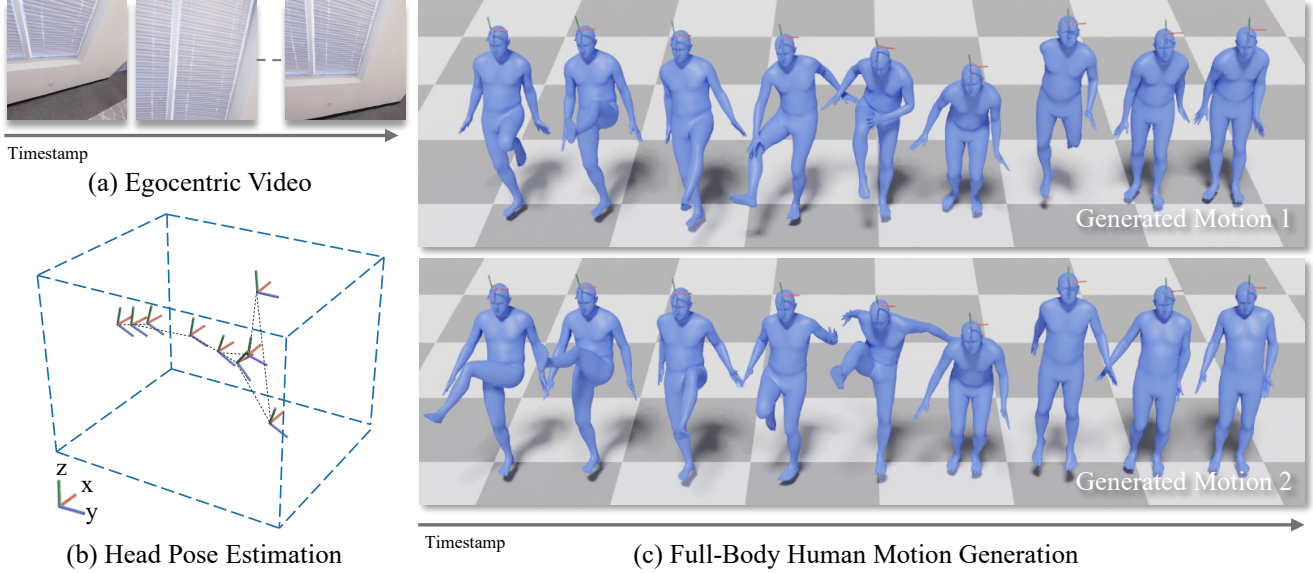 Timestamp
(a) Egocentric Video
z
x
y
(b) Head Pose Estimation
Generated Motion 1
Generated Motion 2
Timestamp
(c) Full-Body Human Motion Generation